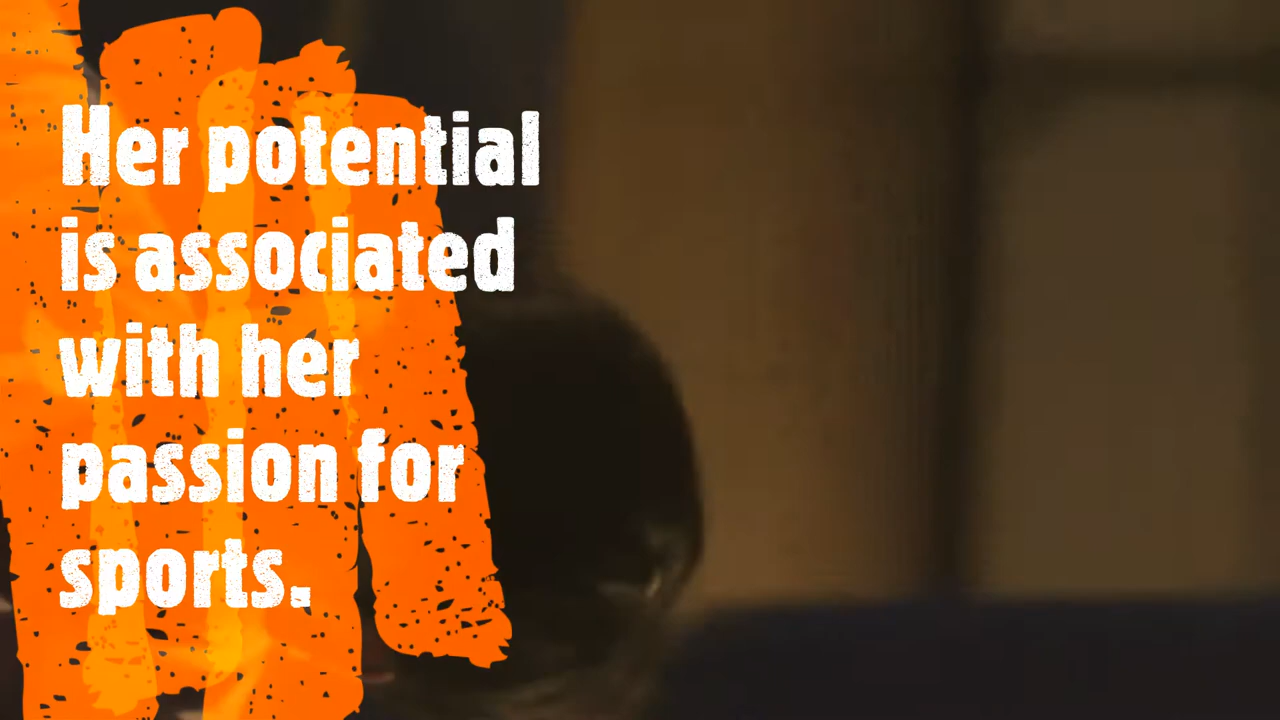 Her potential
is associated
with her
passion for
sports.